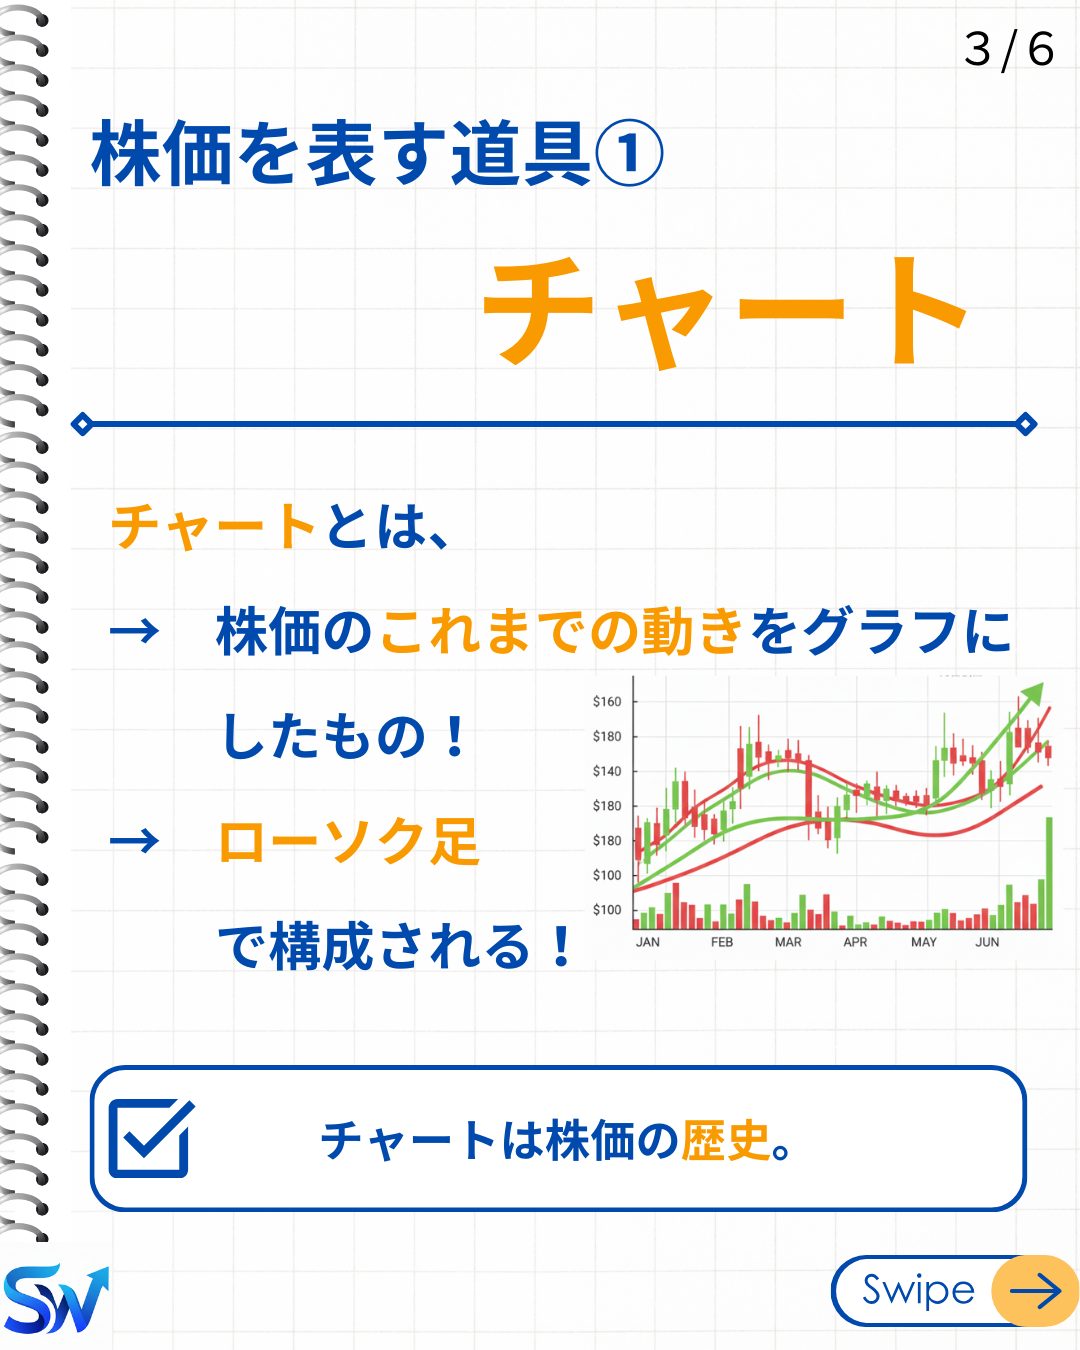 3/6
株価を表す道具①
チャート
チャートとは、
→ 株価のこれまでの動きをグラフに
したもの！
→ ローソク足
で構成される！
$160
$180
$140
$180
$180
$100
$100
JAN FEB MAR APR MAY JUN
チャートは株価の歴史。
SW
Swipe